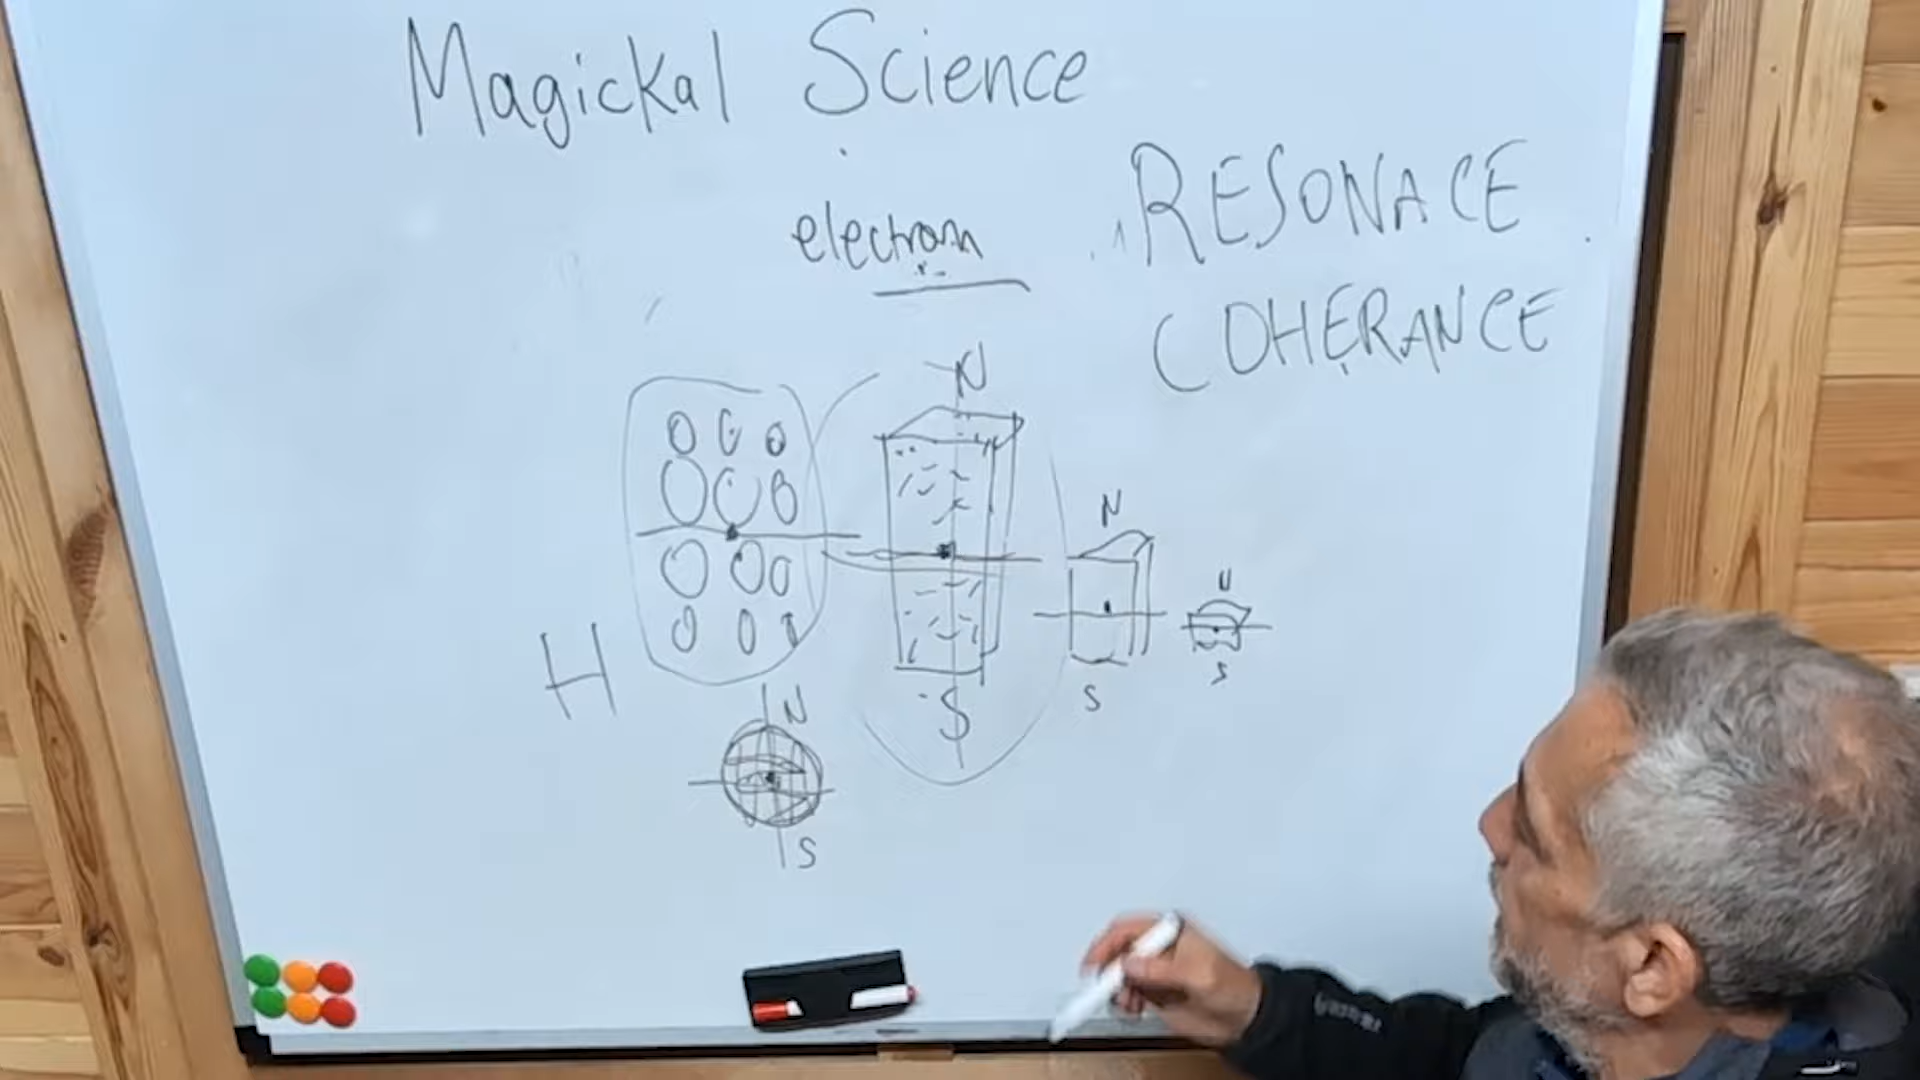 Magickal Science
RESONACE
electron
COHERANCE
N
N
N
H
S
S
S
N
S